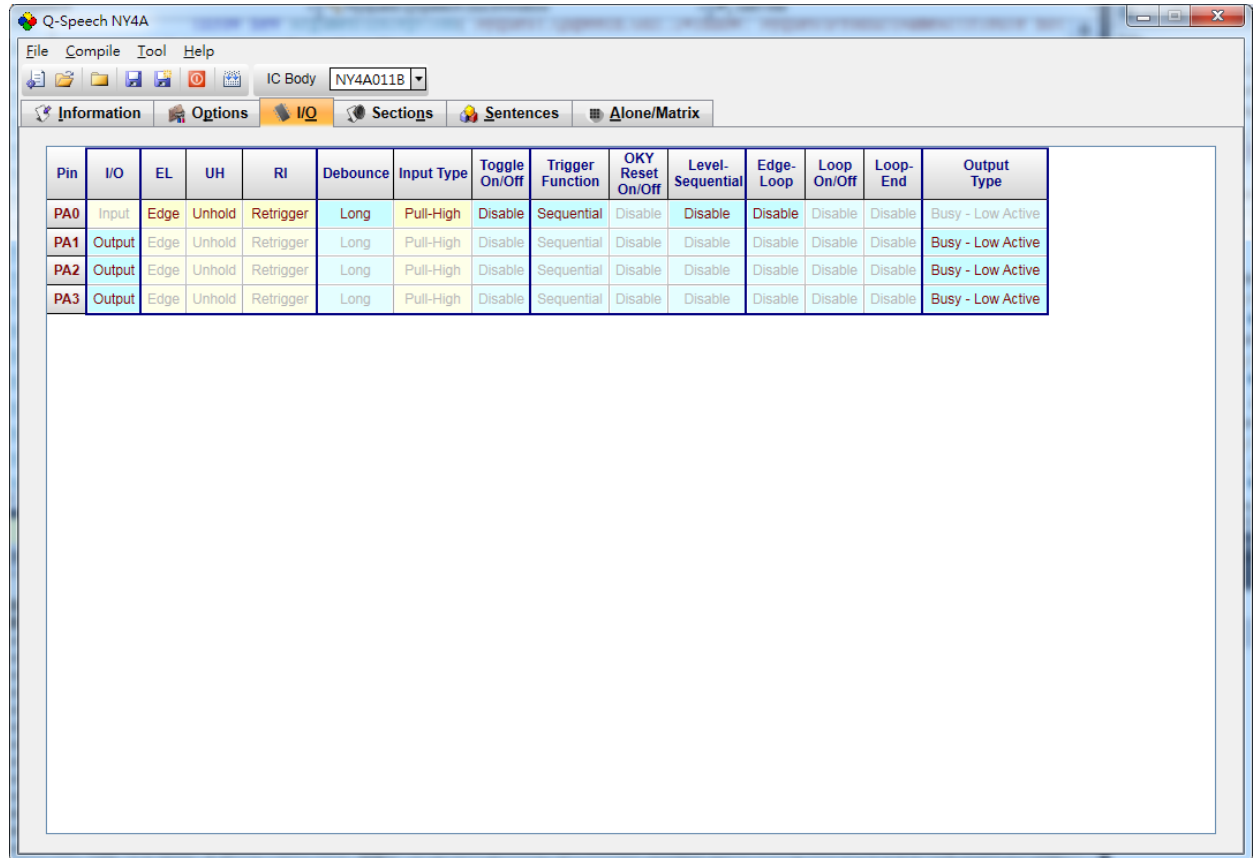 Q-Speech NY4A
File Compile Tool Help
IC Body NY4A011B
Information Options I/O Sections Sentences Alone/Matrix
Pin I/O EL UH RI Debounce Input Type Toggle On/Off Trigger Function OKY Reset On/Off Level-Sequential Edge-Loop Loop On/Off Loop-End Output Type
PA0 Input Edge Unhold Retrigger Long Pull-High Disable Sequential Disable Disable Disable Disable Disable Busy - Low Active
PA1 Output Edge Unhold Retrigger Long Pull-High Disable Sequential Disable Disable Disable Disable Disable Busy - Low Active
PA2 Output Edge Unhold Retrigger Long Pull-High Disable Sequential Disable Disable Disable Disable Disable Busy - Low Active
PA3 Output Edge Unhold Retrigger Long Pull-High Disable Sequential Disable Disable Disable Disable Disable Busy - Low Active